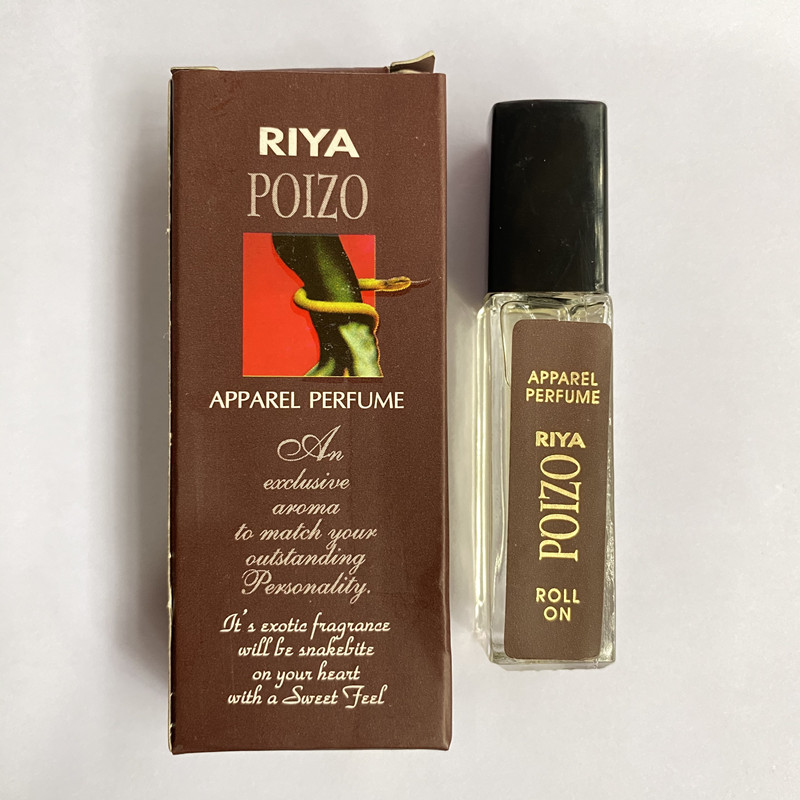 RIYA
POIZO
APPAREL PERFUME
An
exclusive
aroma
to match your
outstanding
Personality.
It's exotic fragrance
will be snakebite
on your heart
with a Sweet Feel
APPAREL
PERFUME
RIYA
POIZO
ROLL
ON